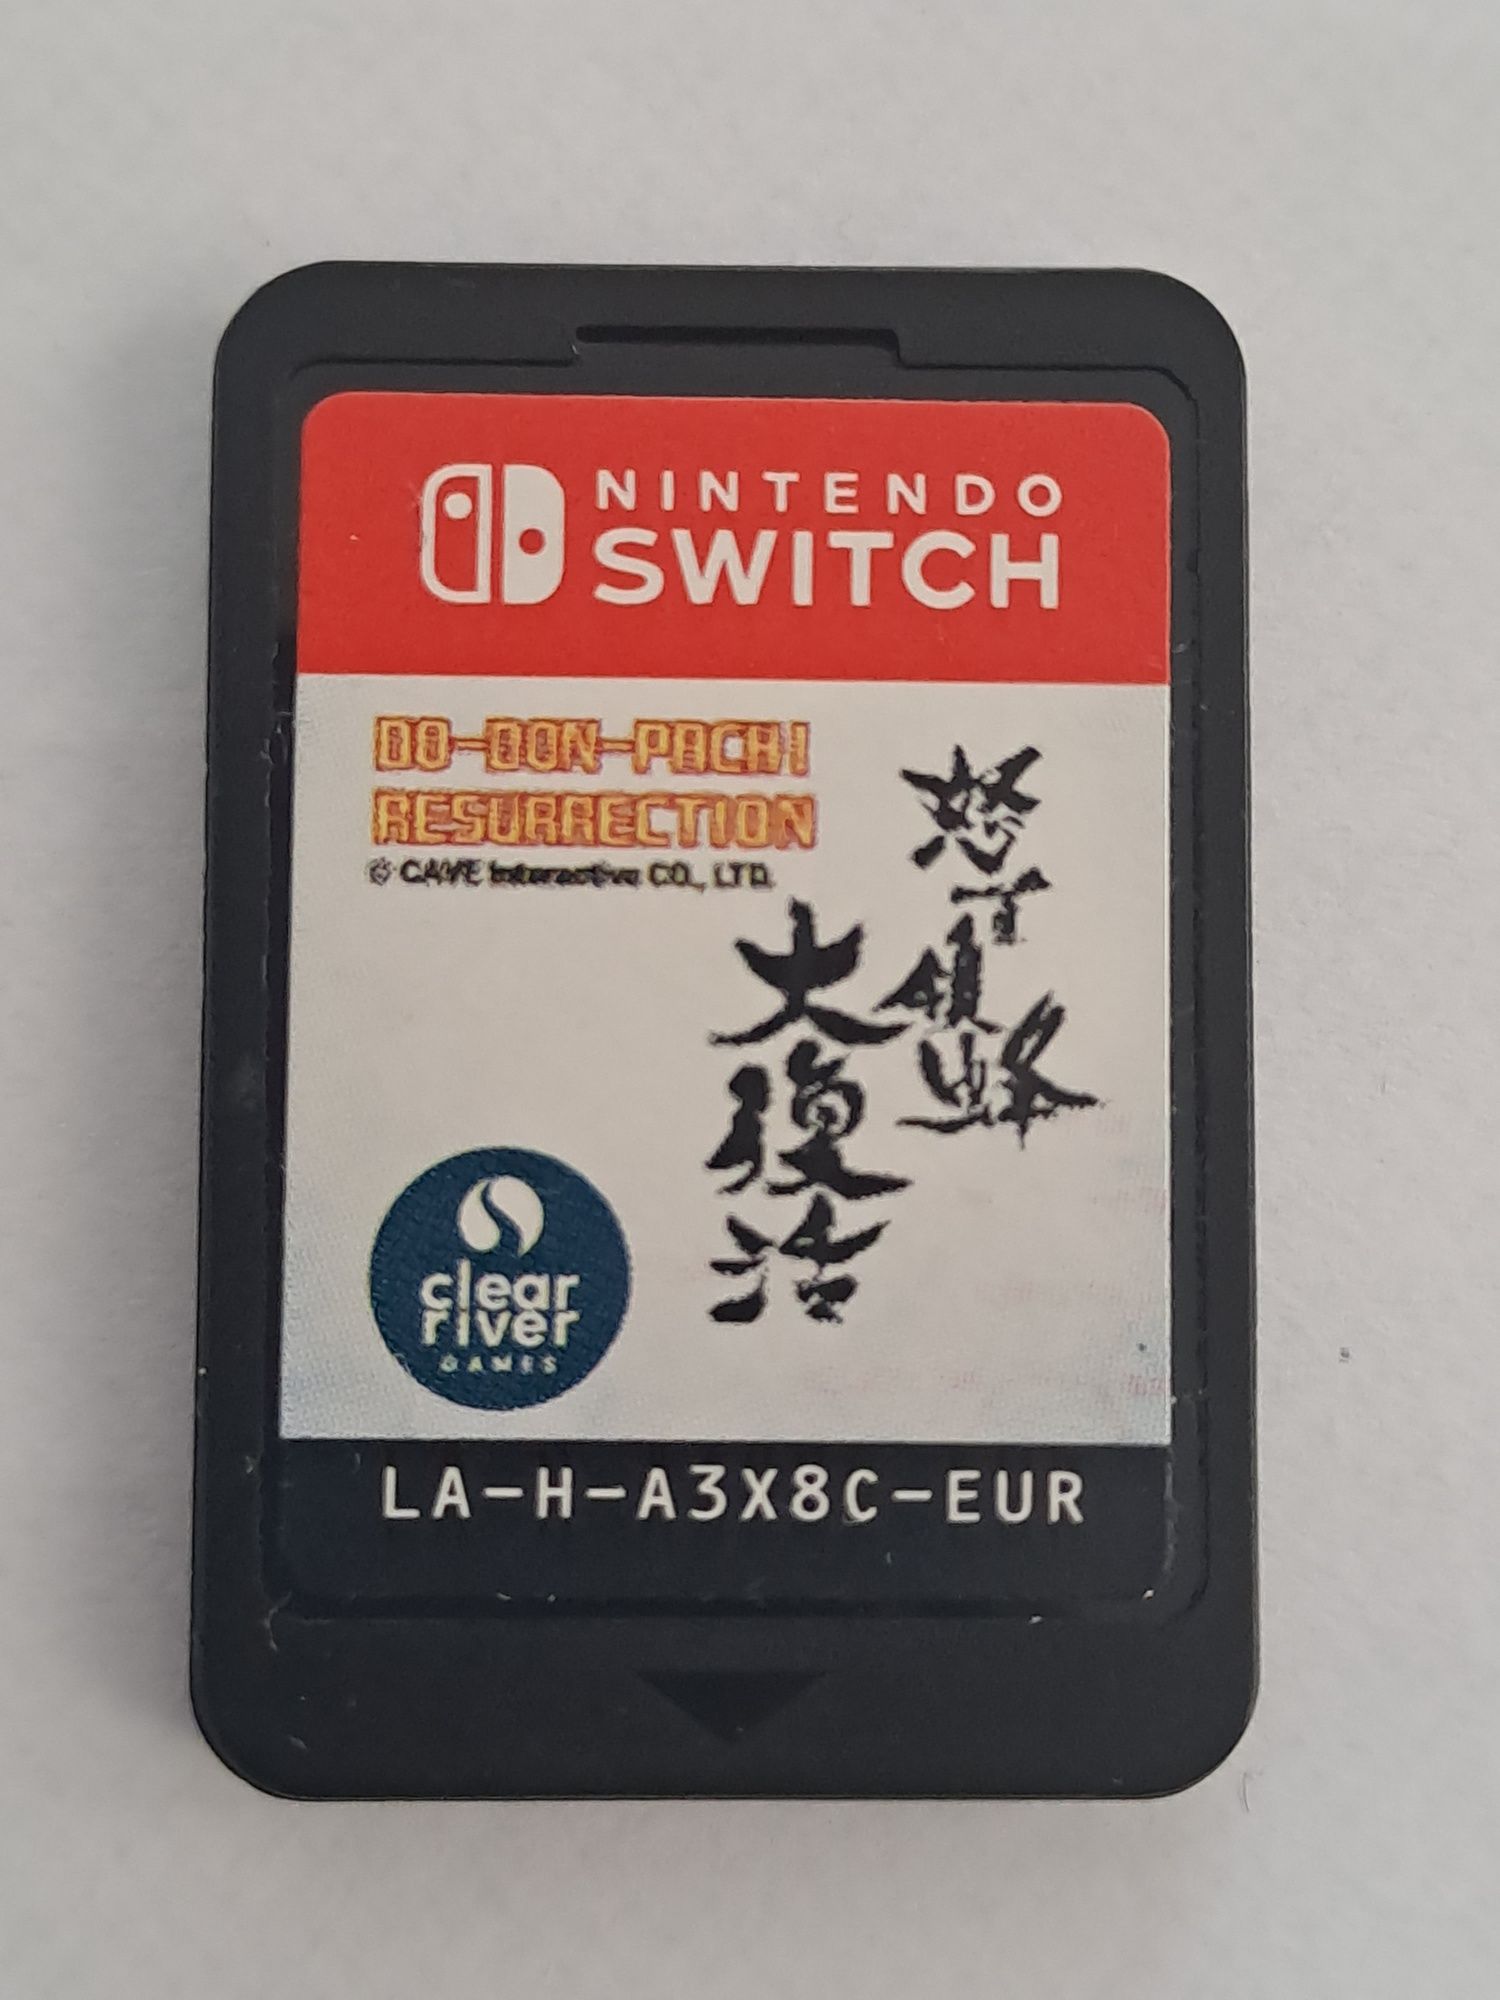 NINTENDO
SWITCH
DO-DON-PACHI
RESURRECTION
© CAVE Interactive CO., LTD.
怒首領蜂
大復活
clear
river
GAMES
LA-H-A3X8C-EUR